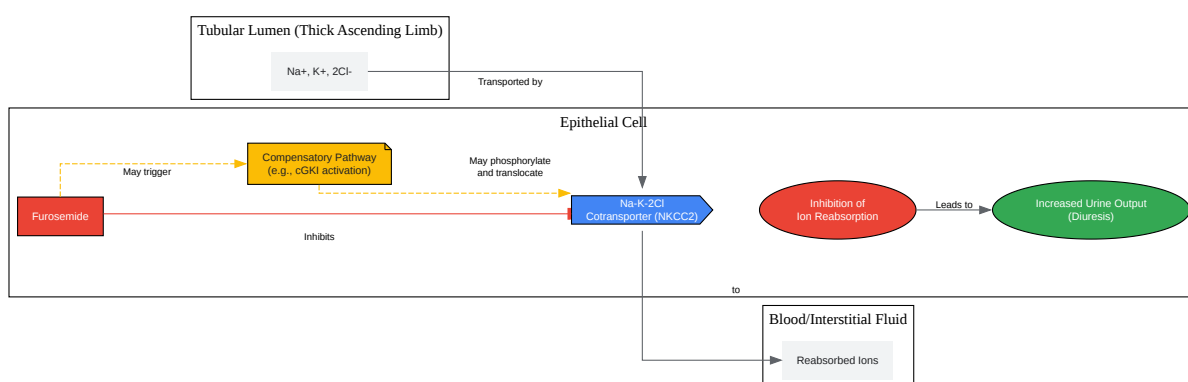 Tubular Lumen (Thick Ascending Limb)
Na+, K+, 2Cl-
Transported by
Epithelial Cell
Compensatory Pathway
(e.g., cGKI activation)
May trigger
May phosphorylate
and translocate
Furosemide
Inhibits
Na-K-2Cl
Cotransporter (NKCC2)
Inhibition of
Ion Reabsorption
Leads to
Increased Urine Output
(Diuresis)
to
Blood/Interstitial Fluid
Reabsorbed Ions